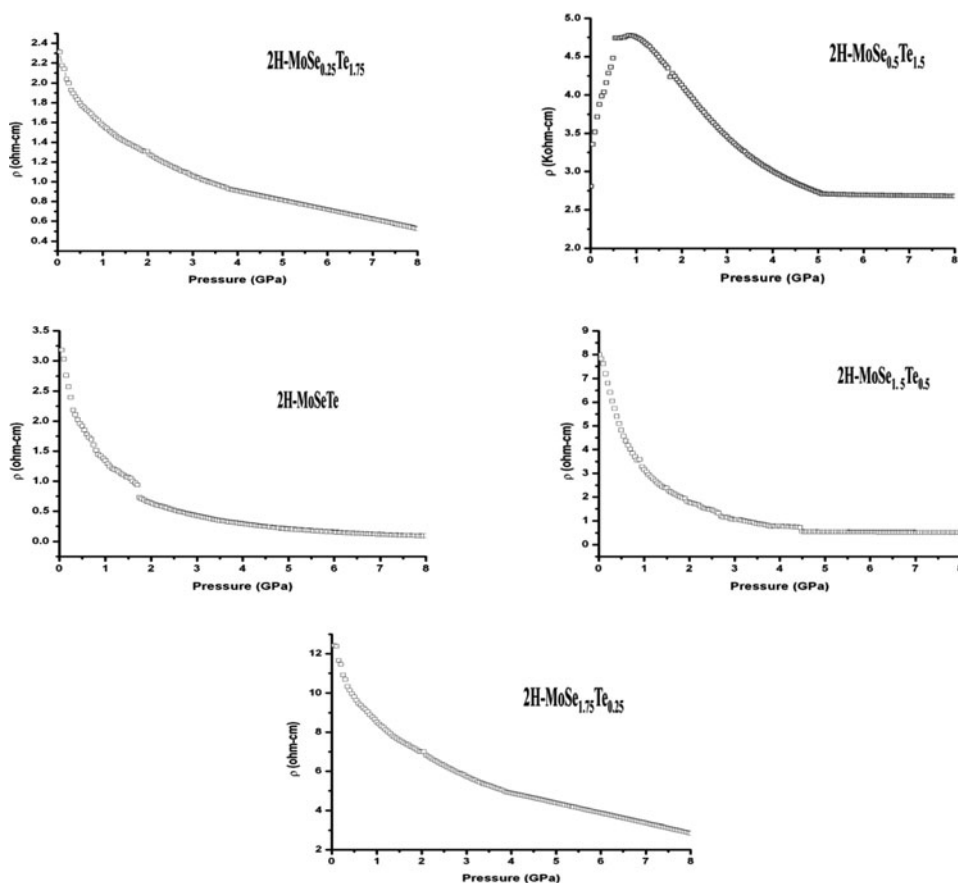 2H-MoSe0.25Te1.75
ρ (ohm-cm)
2.4
2.2
2.0
1.8
1.6
1.4
1.2
1.0
0.8
0.6
0.4
0 1 2 3 4 5 6 7 8
Pressure (GPa)
2H-MoSe0.5Te1.5
ρ (Kohm-cm)
5.0
4.5
4.0
3.5
3.0
2.5
2.0
0 1 2 3 4 5 6 7 8
Pressure (GPa)
2H-MoSeTe
ρ (ohm-cm)
3.5
3.0
2.5
2.0
1.5
1.0
0.5
0.0
0 1 2 3 4 5 6 7 8
Pressure (GPa)
2H-MoSe1.5Te0.5
ρ (ohm-cm)
9
8
7
6
5
4
3
2
1
0
0 1 2 3 4 5 6 7 8
Pressure (GPa)
2H-MoSe1.75Te0.25
ρ (ohm-cm)
12
10
8
6
4
2
0 1 2 3 4 5 6 7 8
Pressure (GPa)